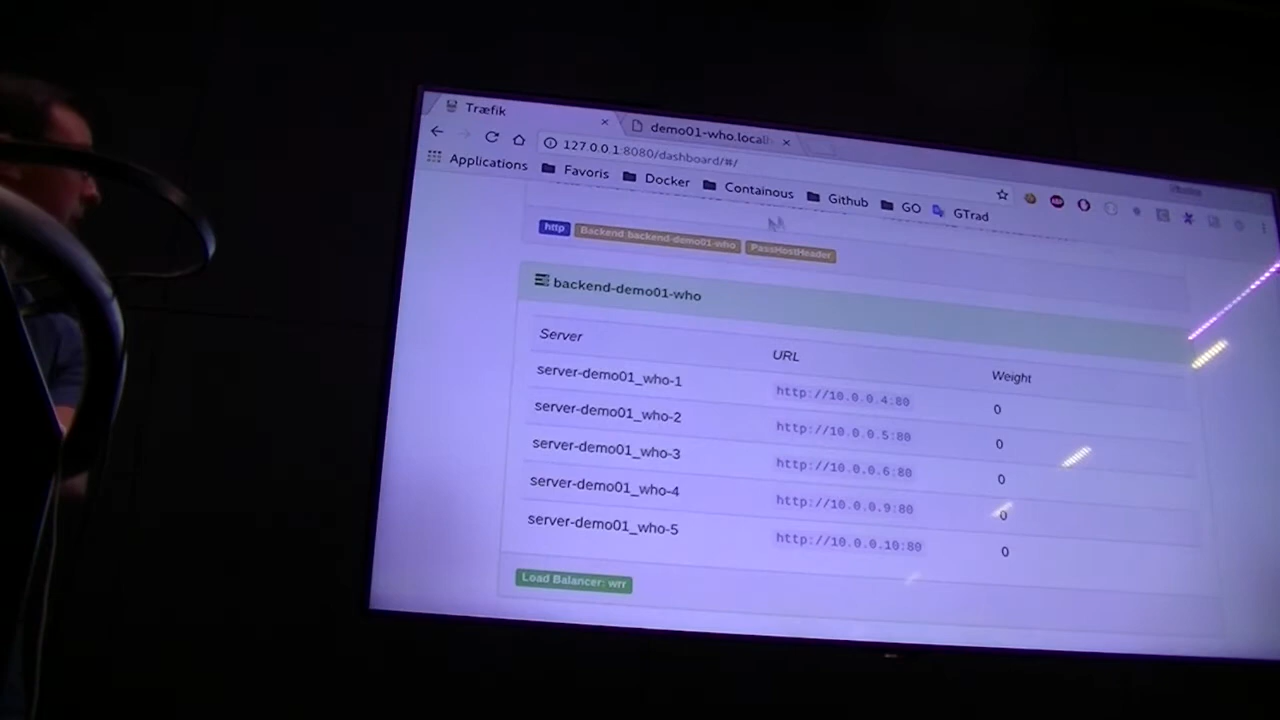 Træfik
demo01-who.localh
127.0.0.1:8080/dashboard/#/
Applications Favoris Docker Containous Github GO GTrad
http Backend:backend-demo01-who PassHostHeader
backend-demo01-who
Server URL Weight
server-demo01_who-1 http://10.0.0.4:80 0
server-demo01_who-2 http://10.0.0.5:80 0
server-demo01_who-3 http://10.0.0.6:80 0
server-demo01_who-4 http://10.0.0.9:80 0
server-demo01_who-5 http://10.0.0.10:80 0
Load Balancer: wrr